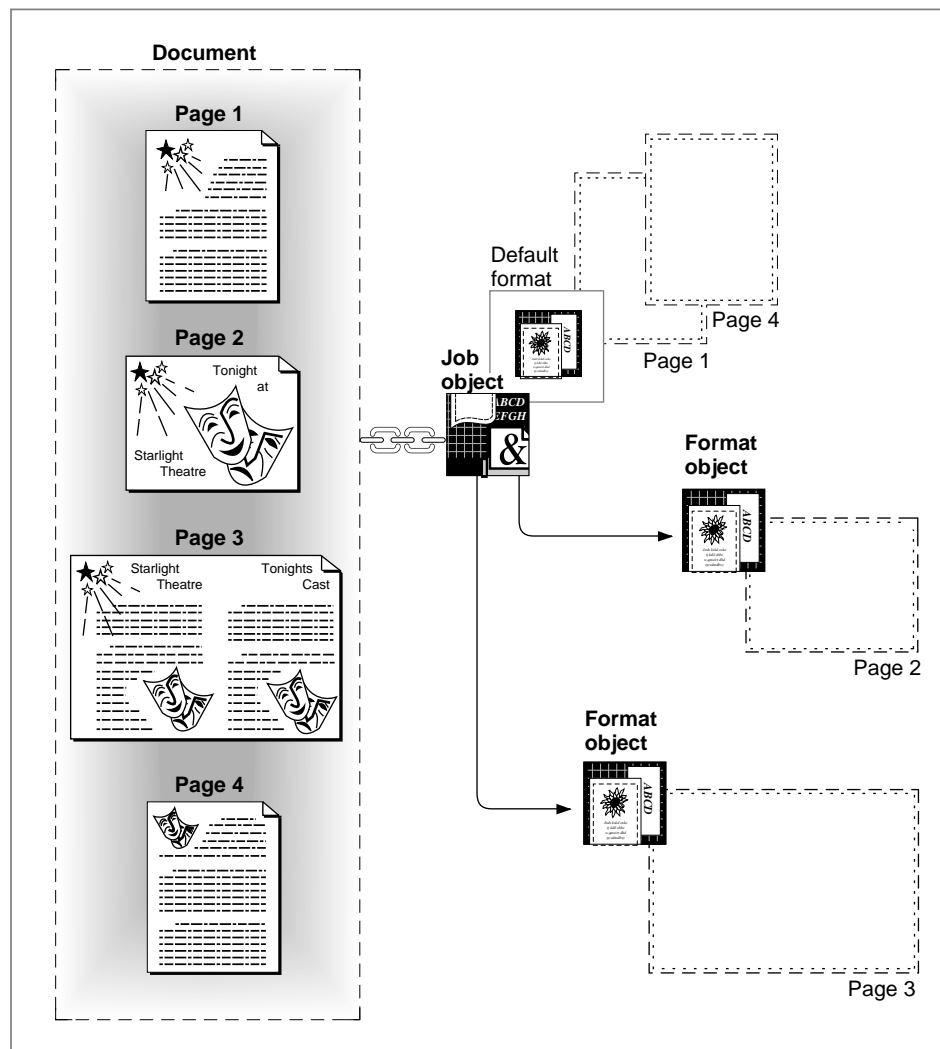 Document
Page 1
Page 2
Tonight
at
Starlight
Theatre
Page 3
Starlight
Theatre
Tonights
Cast
Page 4
Default
format
Page 4
Page 1
Job
object
ABCD
EFGH
&
ABCD
Format
object
ABCD
Page 2
Format
object
ABCD
Page 3